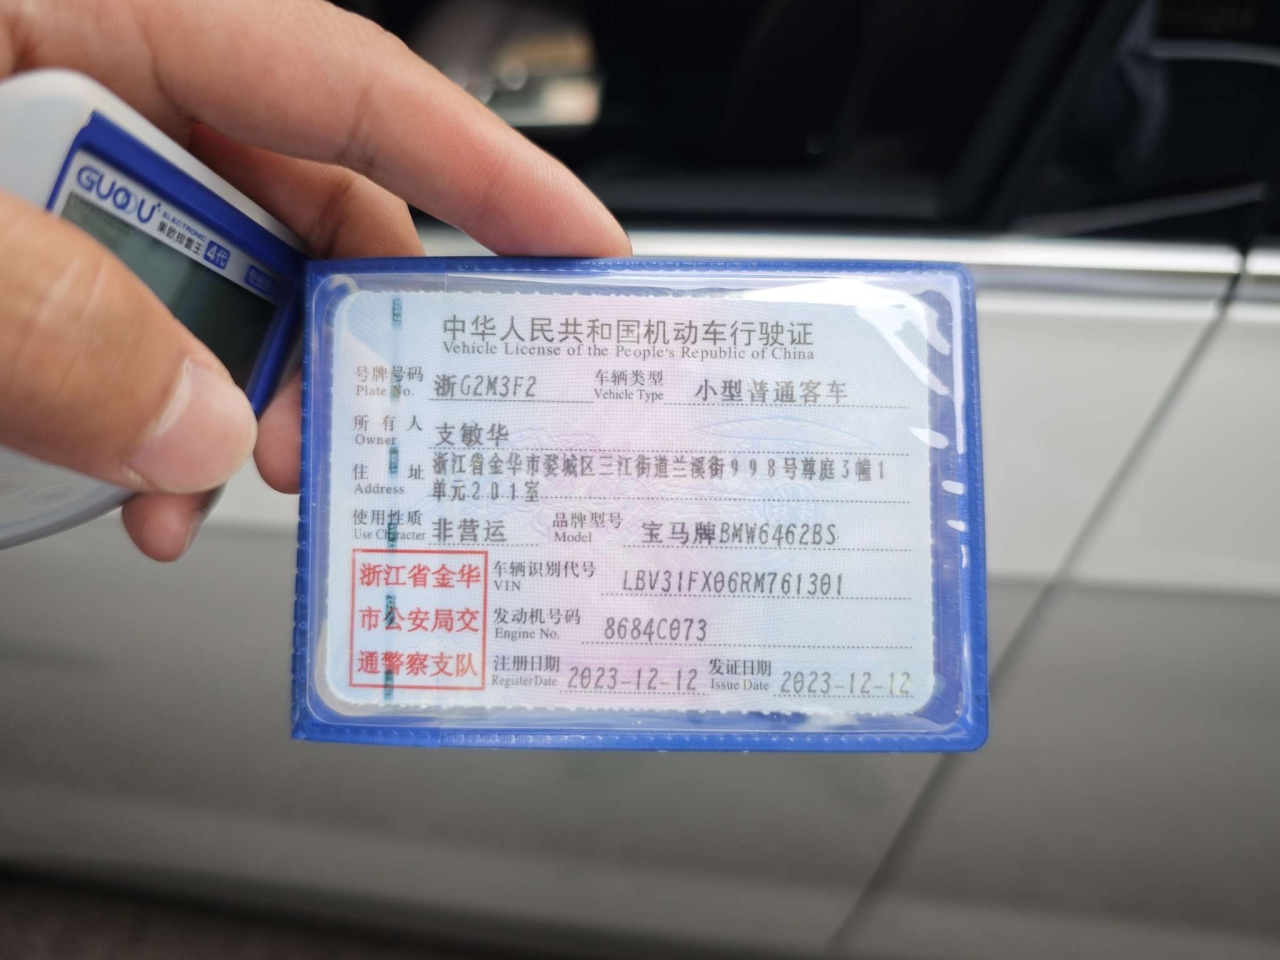 GUOOU
ELECTRONIC
果欧排雷王 4代
中华人民共和国机动车行驶证
Vehicle License of the People's Republic of China
号牌号码 浙G2M3F2 车辆类型 小型普通客车
Plate No. Vehicle Type
所有人 支敏华
Owner
住址 浙江省金华市婺城区三江街道兰溪街998号尊庭3幢1
Address 单元201室
使用性质 非营运 品牌型号 宝马牌BMW6462BS
Use Character Model
浙江省金华
市公安局交
通警察支队
车辆识别代号 LBV31FX06RM761301
VIN
发动机号码 8684C073
Engine No.
注册日期 2023-12-12 发证日期 2023-12-12
Register Date Issue Date